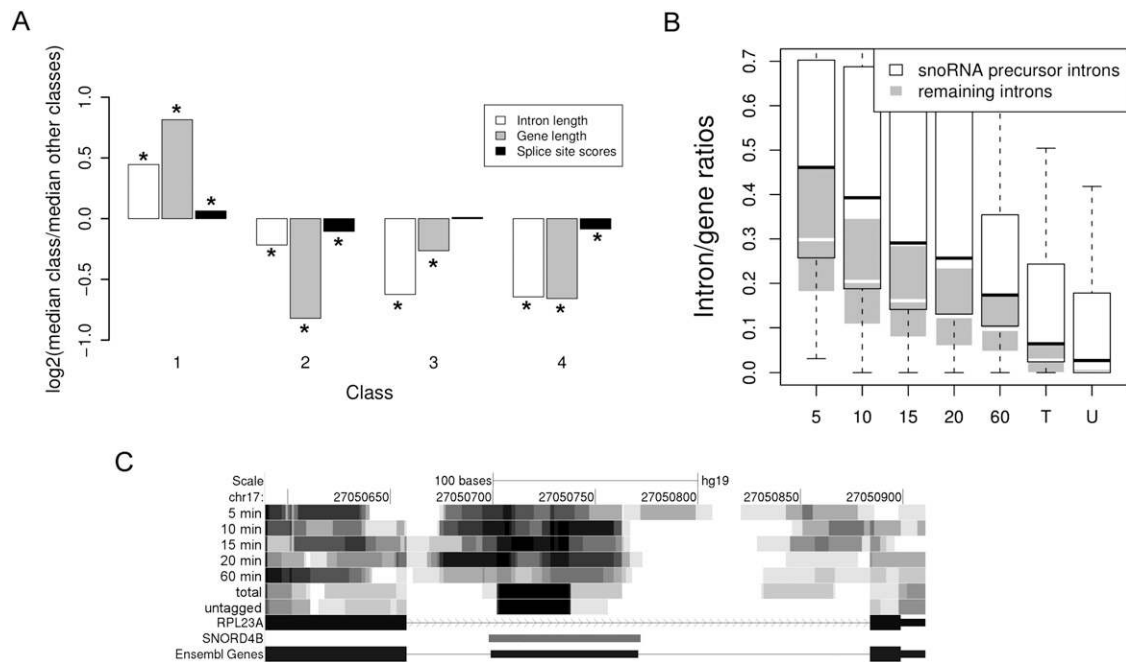 A
log2(median class/median other classes)
1.0
0.5
0.0
−0.5
−1.0
*
*
*
*
*
*
*
*
*
*
*
Intron length
Gene length
Splice site scores
1 2 3 4
Class
B
Intron/gene ratios
0.7
0.6
0.5
0.4
0.3
0.2
0.1
0.0
snoRNA precursor introns
remaining introns
5 10 15 20 60 T U
C
Scale 100 bases hg19
chr17: 27050650 27050700 27050750 27050800 27050850 27050900
5 min
10 min
15 min
20 min
60 min
total
untagged
RPL23A
SNORD4B
Ensembl Genes